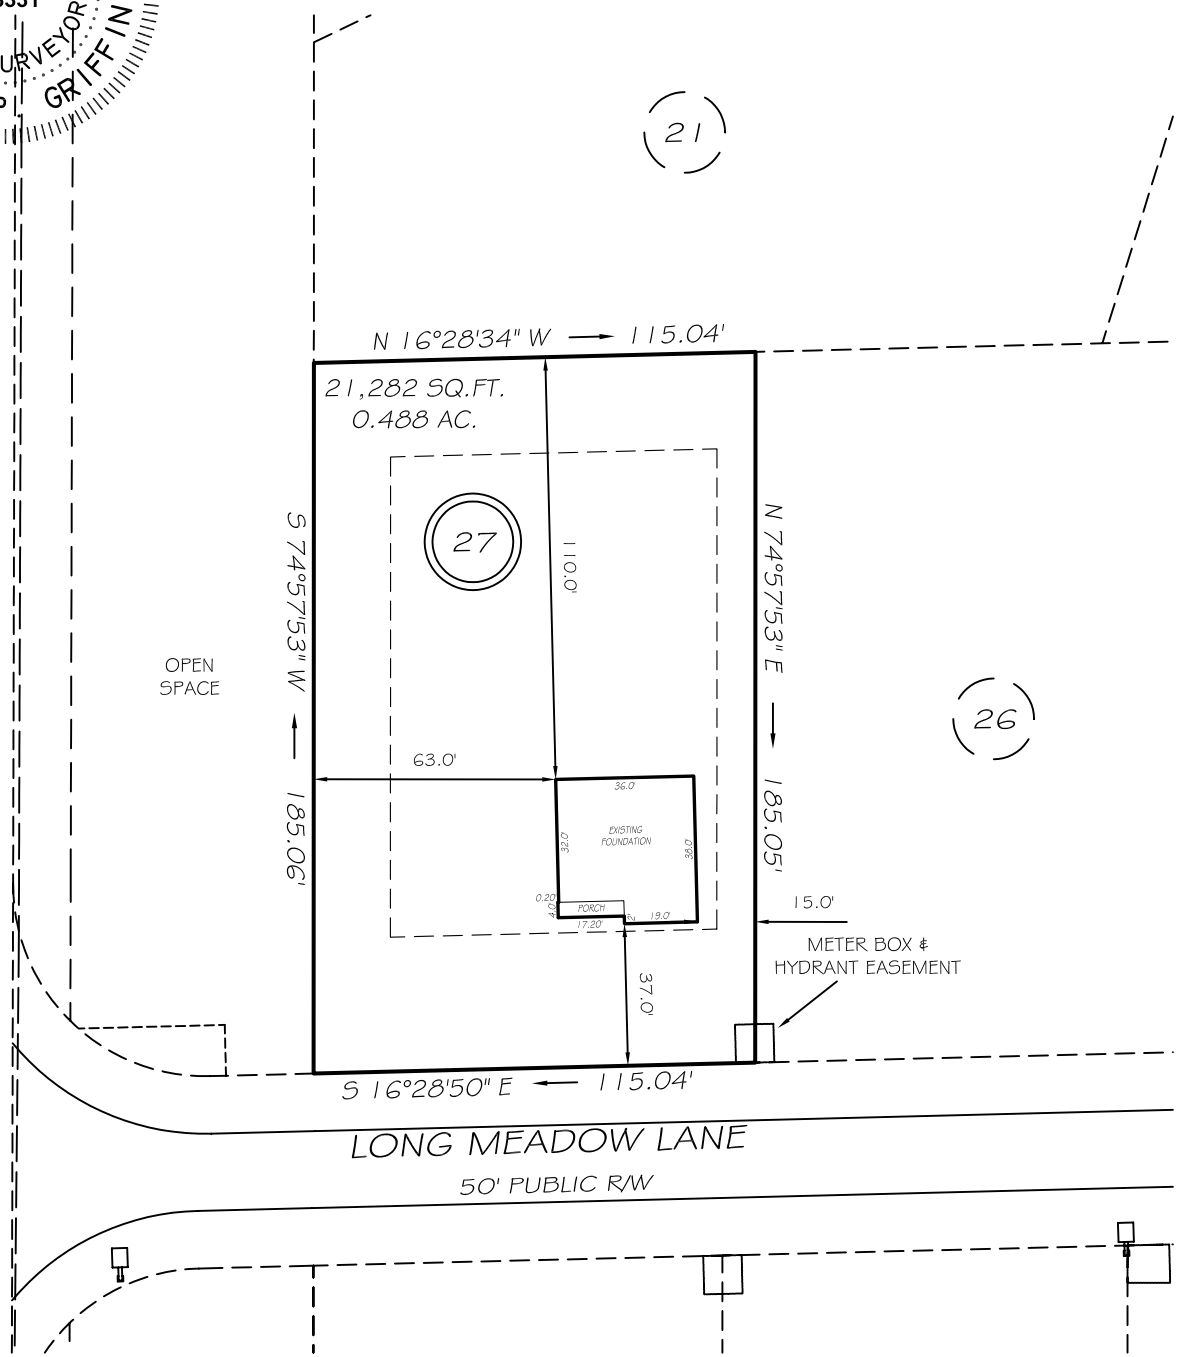 SURVEYOR
GRIFFIN
21
N 16°28'34" W 115.04'
21,282 SQ.FT.
0.488 AC.
27
S 74°57'53" W 185.06'
N 74°57'53" E 185.05'
110.0'
OPEN
SPACE
26
63.0'
36.0'
EXISTING
FOUNDATION
32.0'
38.0'
0.20'
4.0'
PORCH
17.20'
2'
19.0'
15.0'
METER BOX &
HYDRANT EASEMENT
37.0'
S 16°28'50" E 115.04'
LONG MEADOW LANE
50' PUBLIC R/W